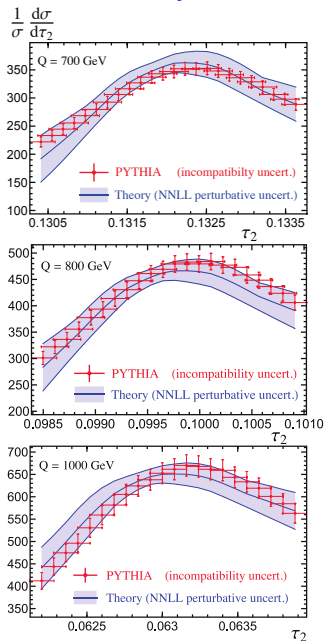 1/σ dσ/dτ₂
Q = 700 GeV
350
300
250
200
150
100
PYTHIA (incompatibility uncert.)
Theory (NNLL perturbative uncert.)
0.1305 0.1315 0.1325 0.1335
τ₂
Q = 800 GeV
500
450
400
350
300
250
200
PYTHIA (incompatibility uncert.)
Theory (NNLL perturbative uncert.)
0.0985 0.0990 0.0995 0.1000 0.1005 0.1010
τ₂
Q = 1000 GeV
700
650
600
550
500
450
400
350
PYTHIA (incompatibility uncert.)
Theory (NNLL perturbative uncert.)
0.0625 0.063 0.0635
τ₂